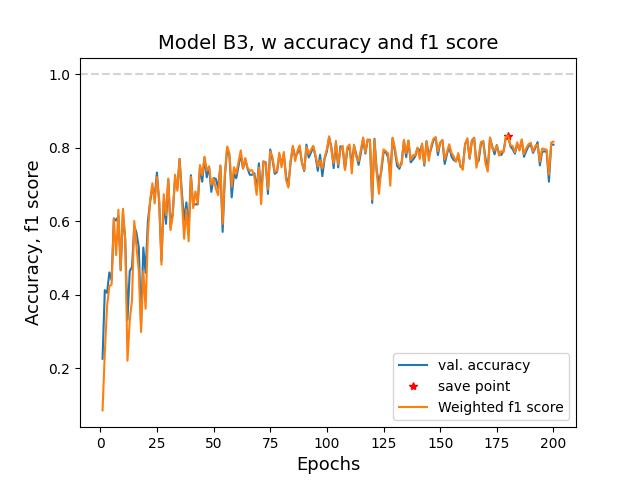 Model B3, w accuracy and f1 score
1.0
0.8
0.6
0.4
0.2
Accuracy, f1 score
0 25 50 75 100 125 150 175 200
Epochs
val. accuracy
save point
Weighted f1 score